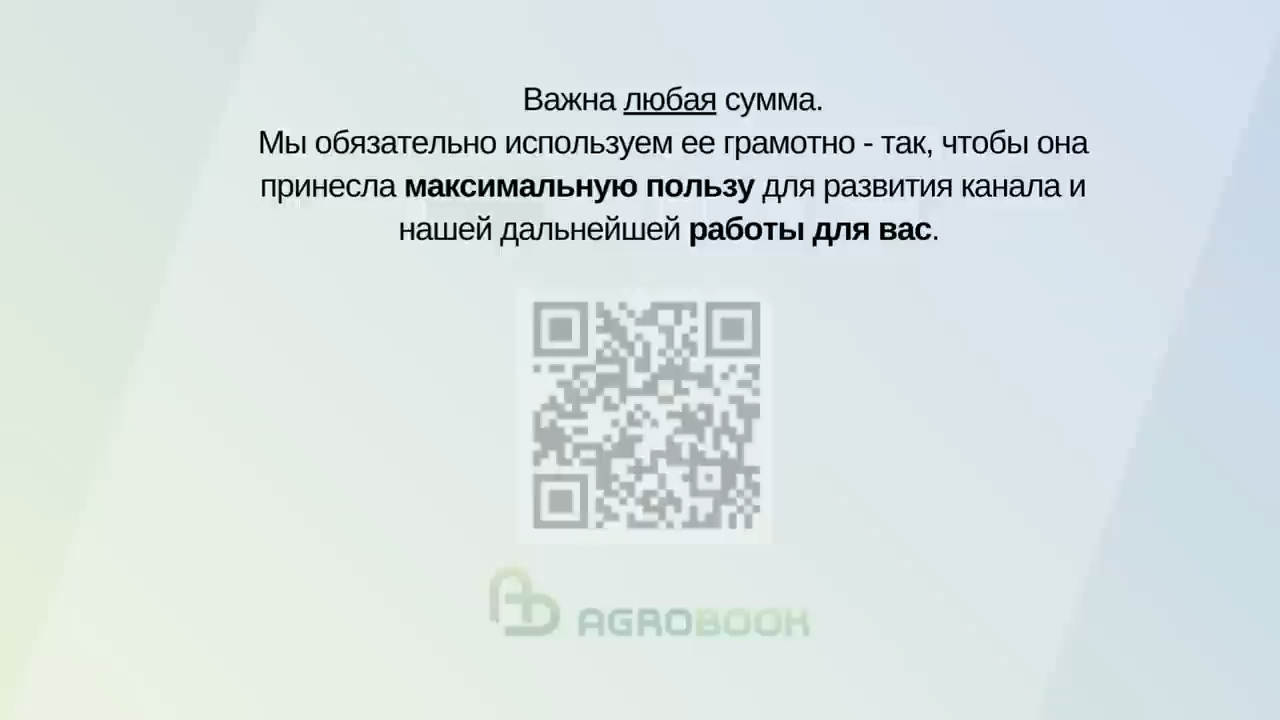 Важна любая сумма.
Мы обязательно используем ее грамотно - так, чтобы она
принесла максимальную пользу для развития канала и
нашей дальнейшей работы для вас.
AGROBOOK